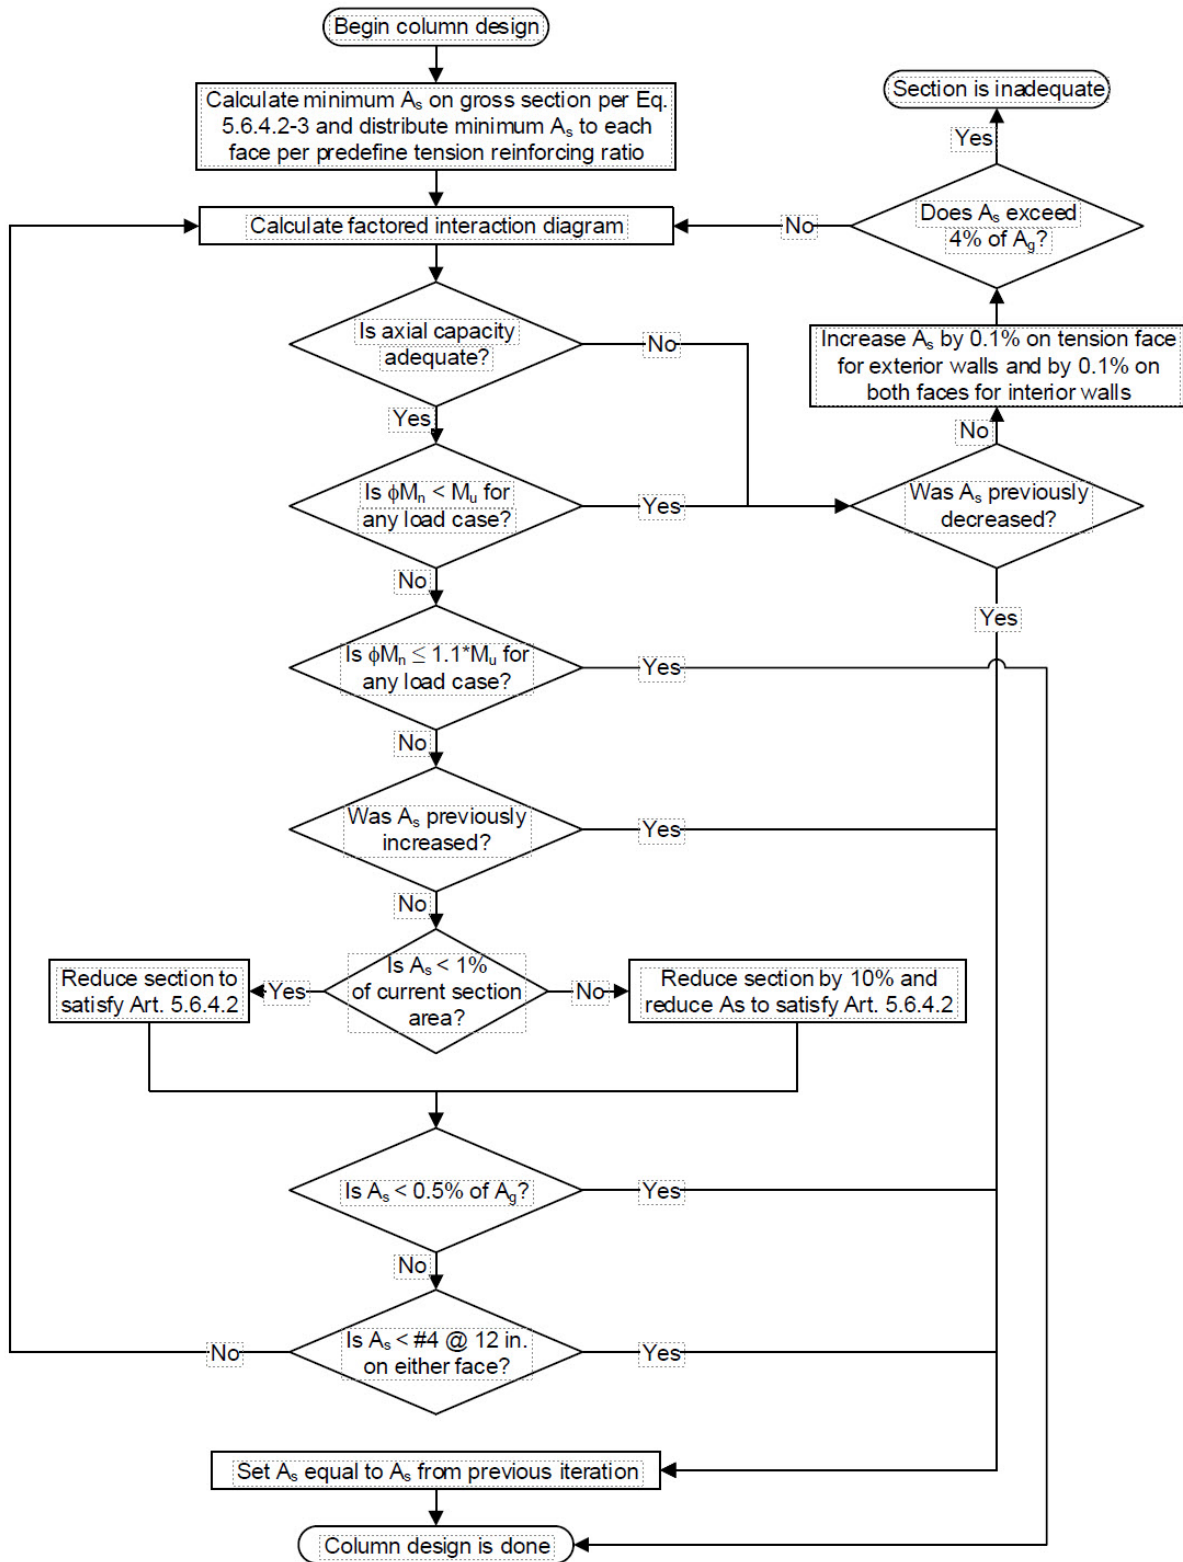 Begin column design
Calculate minimum Aₛ on gross section per Eq.
5.6.4.2-3 and distribute minimum Aₛ to each
face per predefine tension reinforcing ratio
Section is inadequate
Yes
Calculate factored interaction diagram
No
Does Aₛ exceed
4% of A_g?
Is axial capacity
adequate?
No
Increase Aₛ by 0.1% on tension face
for exterior walls and by 0.1% on
both faces for interior walls
Yes
No
Is ϕMₙ < Mᵤ for
any load case?
Yes
Was Aₛ previously
decreased?
No
Yes
Is ϕMₙ ≤ 1.1*Mᵤ for
any load case?
Yes
No
Was Aₛ previously
increased?
Yes
No
Reduce section to
satisfy Art. 5.6.4.2
Yes
Is Aₛ < 1%
of current section
area?
No
Reduce section by 10% and
reduce As to satisfy Art. 5.6.4.2
Is Aₛ < 0.5% of A_g?
Yes
No
No
Is Aₛ < #4 @ 12 in.
on either face?
Yes
Set Aₛ equal to Aₛ from previous iteration
Column design is done